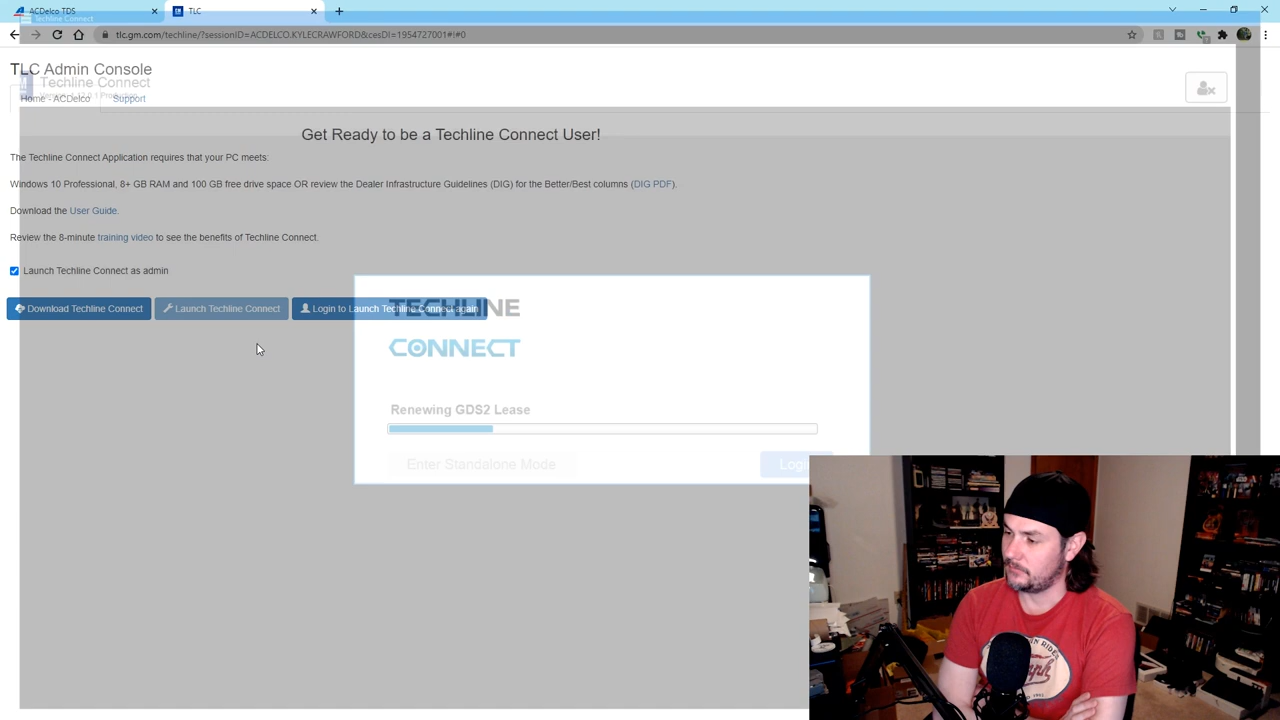 ACDelco TDS
TLC
Techline Connect
tlc.gm.com/techline/?sessionID=ACDELCO.KYLECRAWFORD&cesDI=1954727001#!#0
TLC Admin Console
Techline Connect
Home - ACDelco
Support
Get Ready to be a Techline Connect User!
The Techline Connect Application requires that your PC meets:
Windows 10 Professional, 8+ GB RAM and 100 GB free drive space OR review the Dealer Infrastructure Guidelines (DIG) for the Better/Best columns (DIG PDF).
Download the User Guide.
Review the 8-minute training video to see the benefits of Techline Connect.
Launch Techline Connect as admin
Download Techline Connect
Launch Techline Connect
Login to Launch Techline Connect again
TECHLINE
CONNECT
Renewing GDS2 Lease
Enter Standalone Mode